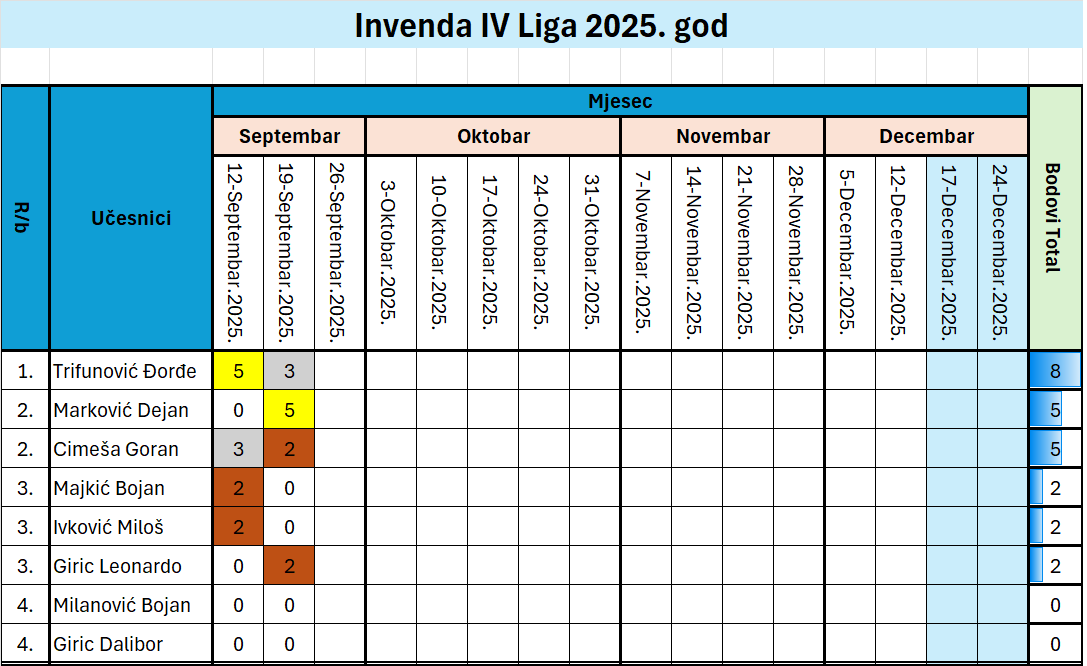 Invenda IV Liga 2025. god
R/b Učesnici Mjesec Bodovi Total
Septembar Oktobar Novembar Decembar
12-Septembar.2025. 19-Septembar.2025. 26-Septembar.2025. 3-Oktobar.2025. 10-Oktobar.2025. 17-Oktobar.2025. 24-Oktobar.2025. 31-Oktobar.2025. 7-Novembar.2025. 14-Novembar.2025. 21-Novembar.2025. 28-Novembar.2025. 5-Decembar.2025. 12-Decembar.2025. 17-Decembar.2025. 24-Decembar.2025.
1. Trifunović Đorđe 5 3 8
2. Marković Dejan 0 5 5
2. Cimeša Goran 3 2 5
3. Majkić Bojan 2 0 2
3. Ivković Miloš 2 0 2
3. Giric Leonardo 0 2 2
4. Milanović Bojan 0 0 0
4. Giric Dalibor 0 0 0